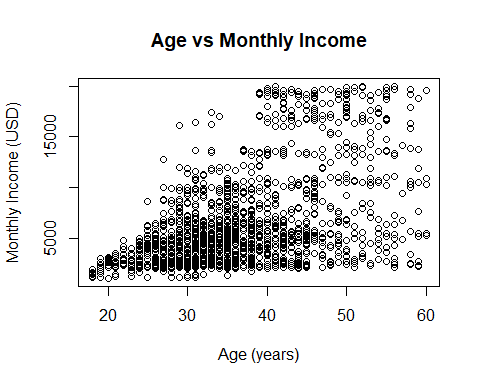 Age vs Monthly Income
Monthly Income (USD)
15000
5000
20 30 40 50 60
Age (years)